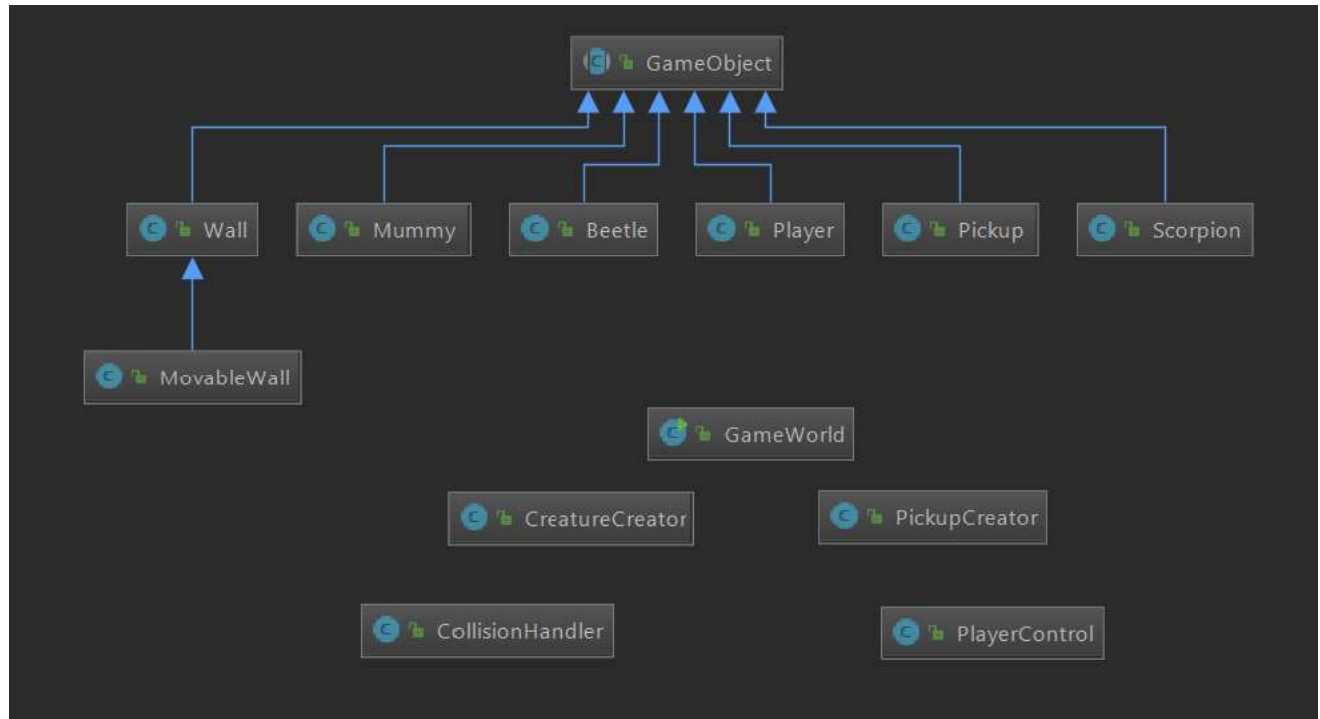 GameObject
Wall
Mummy
Beetle
Player
Pickup
Scorpion
MovableWall
GameWorld
CreatureCreator
PickupCreator
CollisionHandler
PlayerControl